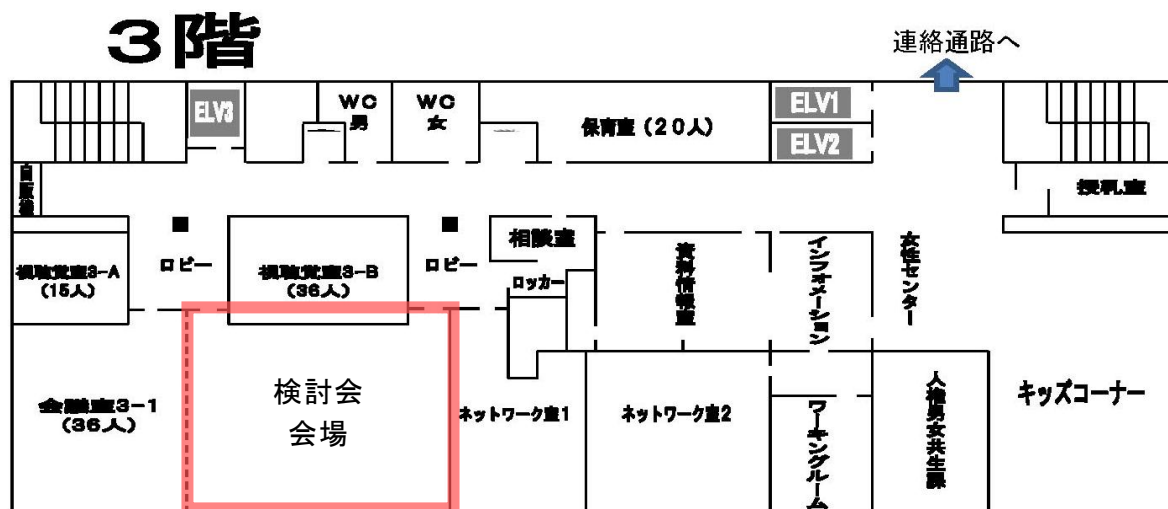 3階
連絡通路へ
ELV3
WC
男
WC
女
保育室（20人）
ELV1
ELV2
自販機
授乳室
視聴覚室3-A
（15人）
ロビー
視聴覚室3-B
（36人）
ロビー
相談室
ロッカー
資料情報室
インフォメーション
女性センター
会議室3-1
（36人）
検討会
会場
ネットワーク室1
ネットワーク室2
ワーキングルーム
人権男女共生課
キッズコーナー